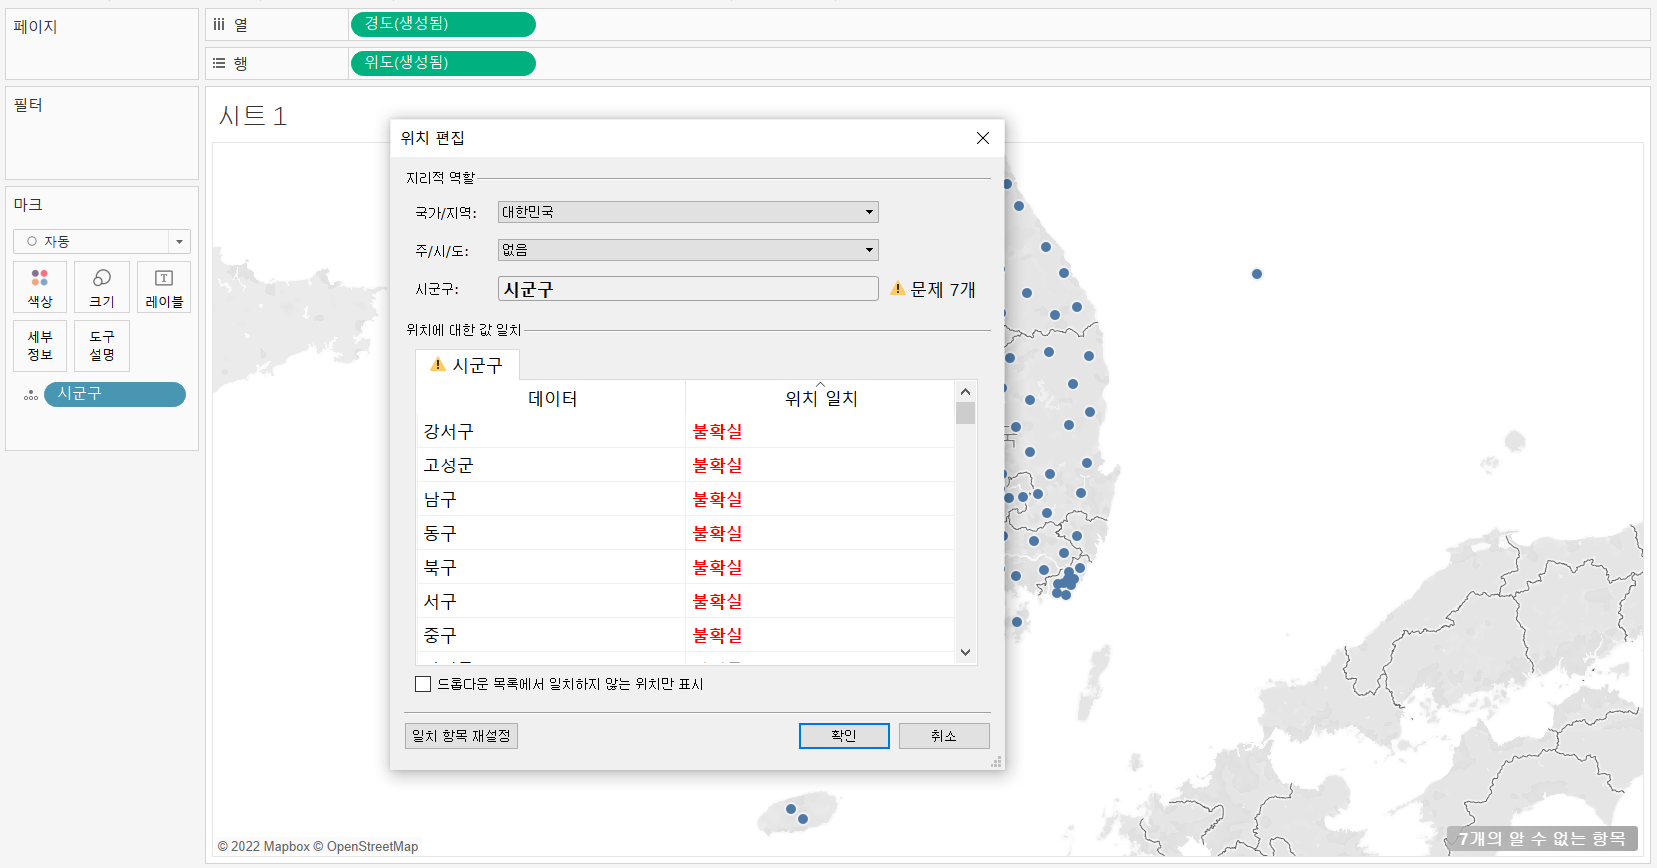 페이지
열
경도(생성됨)
행
위도(생성됨)
필터
시트 1
마크
자동
색상
크기
레이블
세부
정보
도구
설명
시군구
위치 편집
지리적 역할
국가/지역:
대한민국
주/시/도:
없음
시군구:
시군구
문제 7개
위치에 대한 값 일치
시군구
데이터
위치 일치
강서구
불확실
고성군
불확실
남구
불확실
동구
불확실
북구
불확실
서구
불확실
중구
불확실
드롭다운 목록에서 일치하지 않는 위치만 표시
일치 항목 재설정
확인
취소
© 2022 Mapbox © OpenStreetMap
7개의 알 수 없는 항목